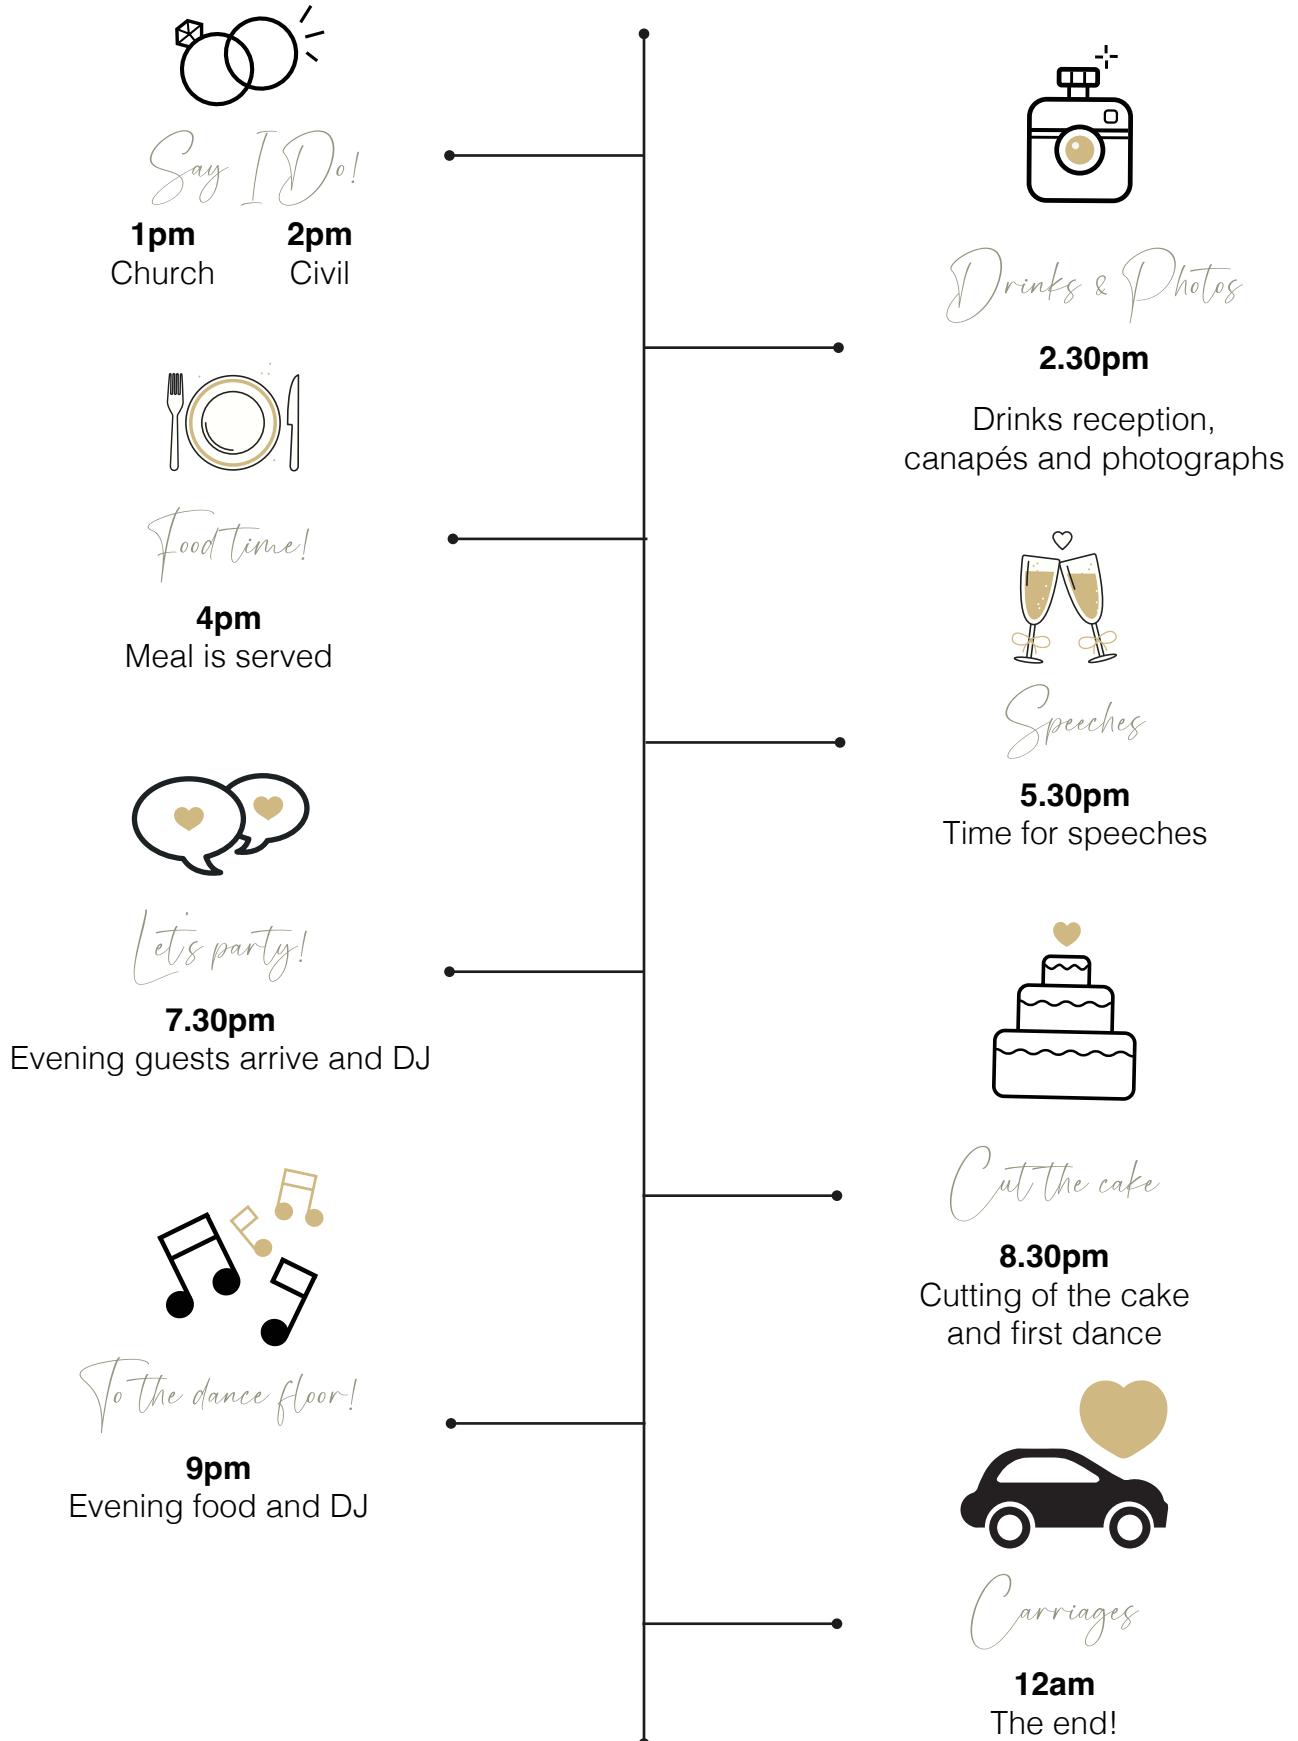 Say I Do!
1pm 2pm
Church Civil
Drinks & Photos
2.30pm
Drinks reception,
canapés and photographs
Food time!
4pm
Meal is served
Speeches
5.30pm
Time for speeches
Let's party!
7.30pm
Evening guests arrive and DJ
Cut the cake
8.30pm
Cutting of the cake
and first dance
To the dance floor!
9pm
Evening food and DJ
Carriages
12am
The end!